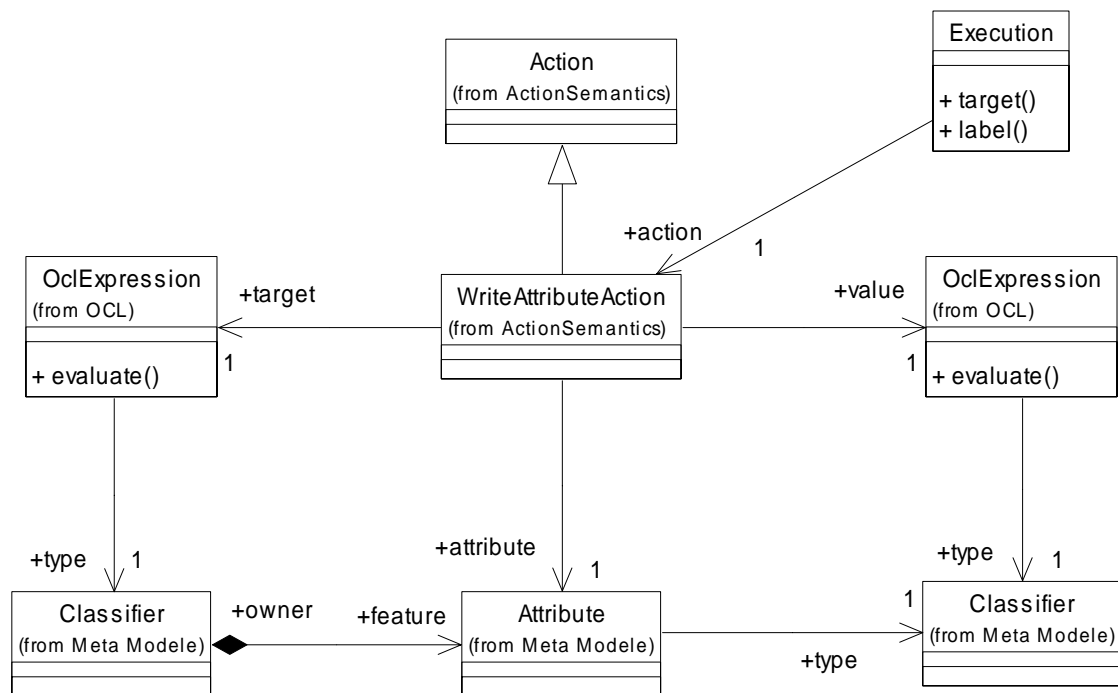 Execution
+ target()
+ label()
Action
(from ActionSemantics)
+action
1
OclExpression
(from OCL)
+ evaluate()
+target
1
WriteAttributeAction
(from ActionSemantics)
+value
1
OclExpression
(from OCL)
+ evaluate()
+type
1
+attribute
1
+type
1
Classifier
(from Meta Modele)
+owner
+feature
Attribute
(from Meta Modele)
1
+type
Classifier
(from Meta Modele)